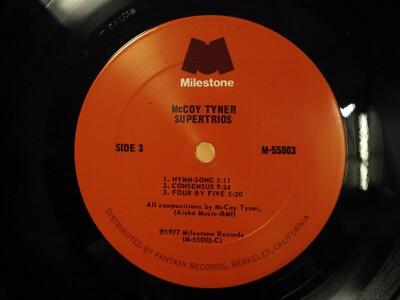 Milestone
McCOY TYNER
SUPERTRIOS
SIDE 3 M-55003
1. HYMN-SONG 5:11
2. CONSENSUS 9:34
3. FOUR BY FIVE 5:20
All compositions by McCoy Tyner,
(Aisha Music-BMI)
℗1977 Milestone Records
(M-55003-C)
DISTRIBUTED BY FANTASY RECORDS, BERKELEY, CALIFORNIA